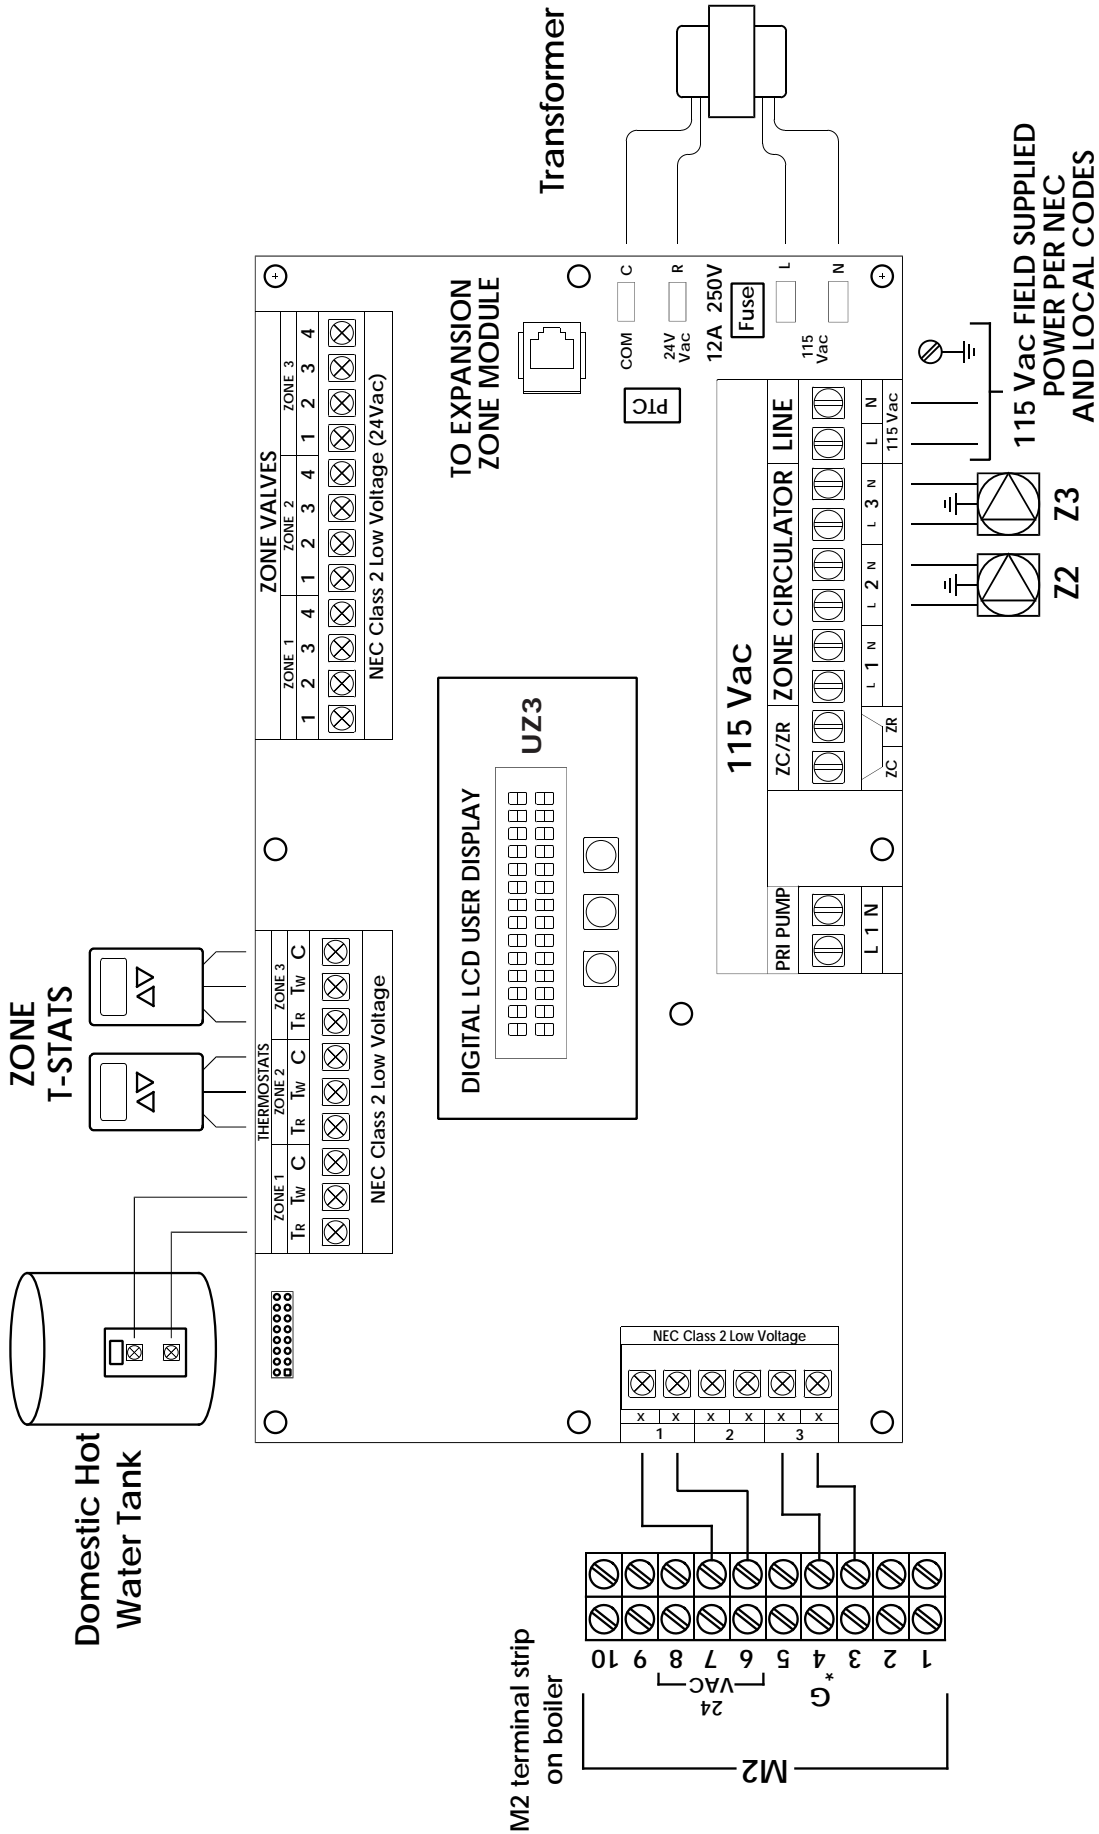 Domestic Hot
Water Tank
ZONE
T-STATS
Transformer
THERMOSTATS
ZONE 1
ZONE 2
ZONE 3
TR TW C TR TW C TR TW C
NEC Class 2 Low Voltage
ZONE VALVES
ZONE 1
ZONE 2
ZONE 3
1 2 3 4 1 2 3 4 1 2 3 4
NEC Class 2 Low Voltage (24Vac)
TO EXPANSION
ZONE MODULE
DIGITAL LCD USER DISPLAY
UZ3
PTC
COM
C
24V
Vac
R
12A 250V
Fuse
115
Vac
L
N
NEC Class 2 Low Voltage
x x x x x x
1 2 3
115 Vac
PRI PUMP
ZC/ZR
ZONE CIRCULATOR
LINE
L 1 N
ZC ZR
L 1 N L 2 N L 3 N
L N
115 Vac
Z2
Z3
115 Vac FIELD SUPPLIED
POWER PER NEC
AND LOCAL CODES
M2 terminal strip
on boiler
10 9 8 7 6 5 4 3 2 1
24
VAC
G*
M2